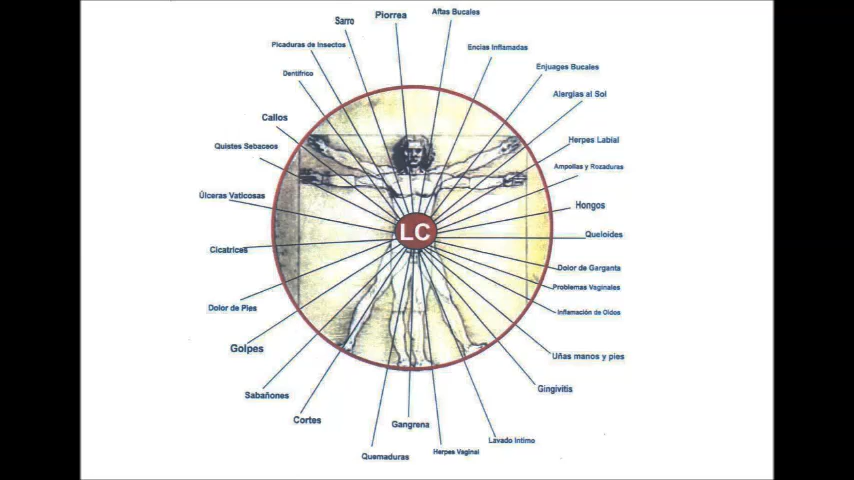 Aftas Bucales
Piorrea
Sarro
Picaduras de Insectos
Encias Inflamadas
Enjuages Bucales
Dentífrico
Alergias al Sol
Callos
Herpes Labial
Quistes Sebaceos
Ampollas y Rozaduras
Úlceras Vaticosas
Hongos
LC
Queloides
Cicatrices
Dolor de Garganta
Problemas Vaginales
Dolor de Pies
Inflamación de Oídos
Golpes
Uñas manos y pies
Gingivitis
Sabañones
Cortes
Gangrena
Lavado Intimo
Herpes Vaginal
Quemaduras